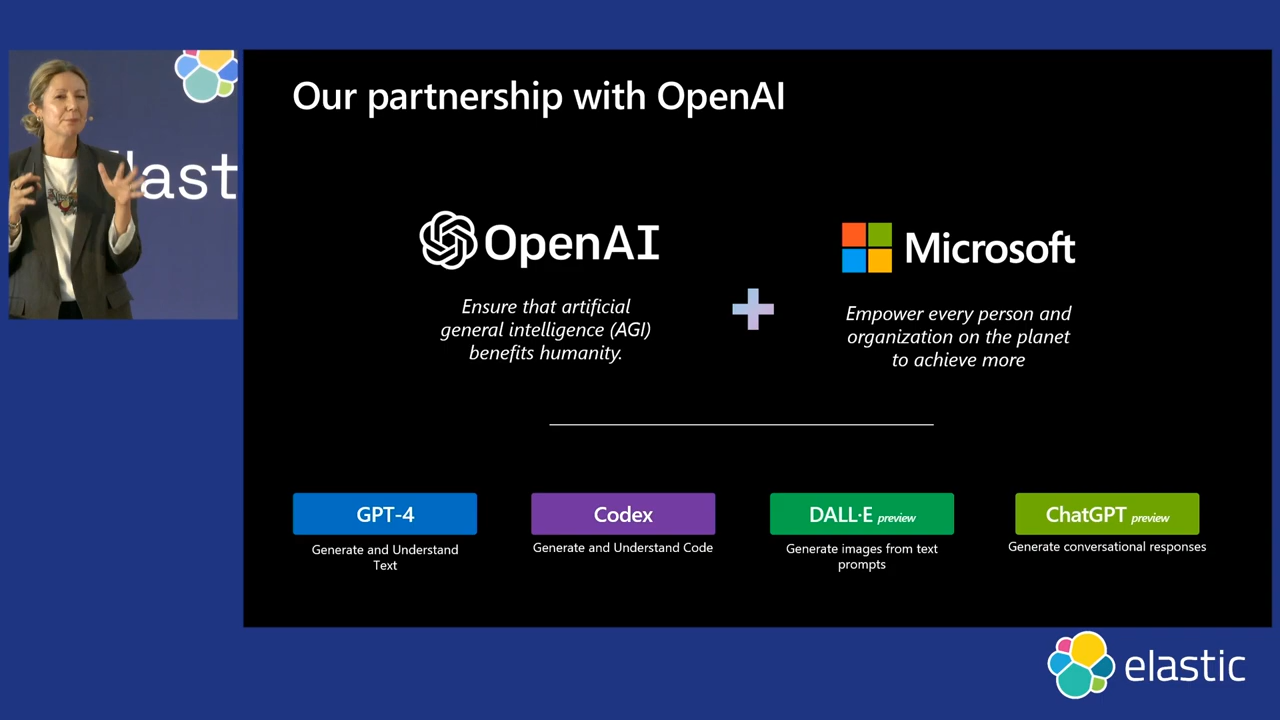 Our partnership with OpenAI
OpenAI
Ensure that artificial
general intelligence (AGI)
benefits humanity.
Microsoft
Empower every person and
organization on the planet
to achieve more
GPT-4
Generate and Understand
Text
Codex
Generate and Understand Code
DALL·E preview
Generate images from text
prompts
ChatGPT preview
Generate conversational responses
last
elastic